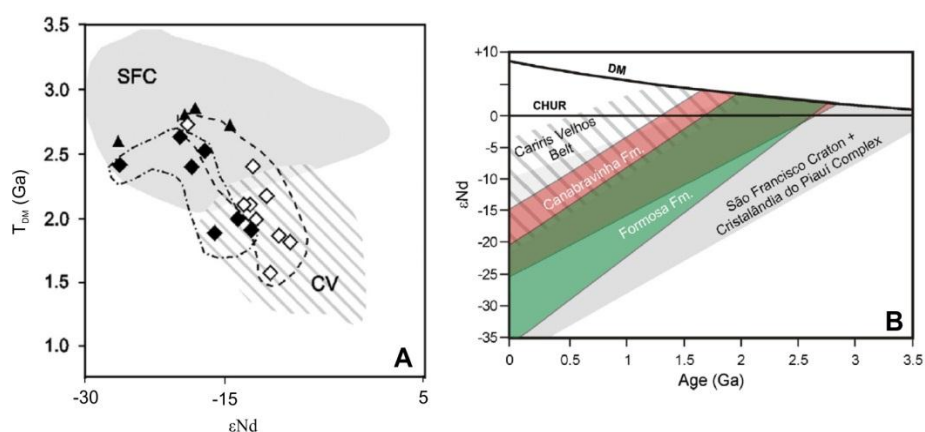 3.5
3.0
2.5
2.0
1.5
1.0
TDM (Ga)
SFC
CV
A
-30
-15
5
εNd
+10
5
0
-5
-10
-15
-20
-25
-30
-35
εNd
DM
CHUR
Cariris Velhos
Belt
Canabravinha Fm.
Formosa Fm.
São Francisco Craton +
Cristalândia do Piauí Complex
B
0
0.5
1
1.5
2
2.5
3
3.5
Age (Ga)